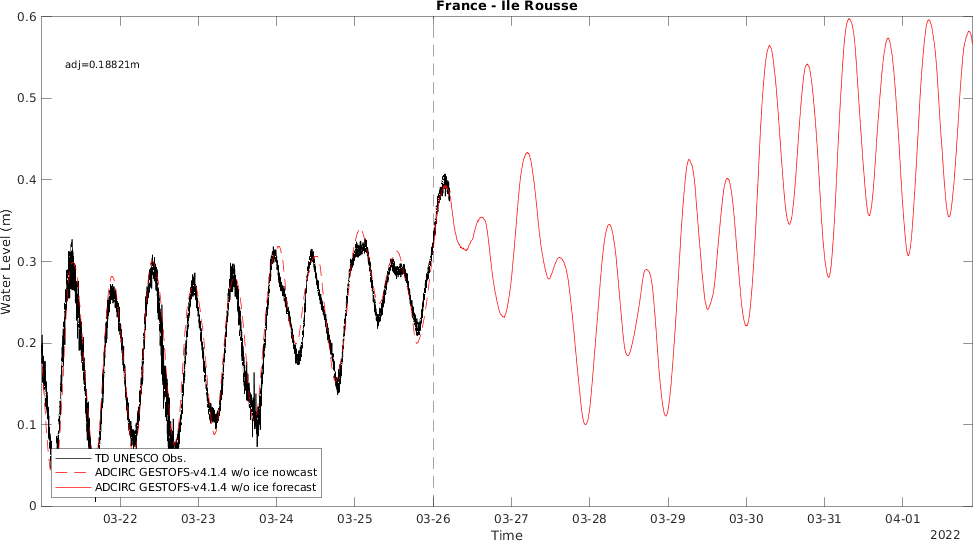 France - Ile Rousse
adj=0.18821m
Water Level (m)
0.6
0.5
0.4
0.3
0.2
0.1
0
TD UNESCO Obs.
ADCIRC GESTOFS-v4.1.4 w/o ice nowcast
ADCIRC GESTOFS-v4.1.4 w/o ice forecast
03-22 03-23 03-24 03-25 03-26 03-27 03-28 03-29 03-30 03-31 04-01
Time
2022